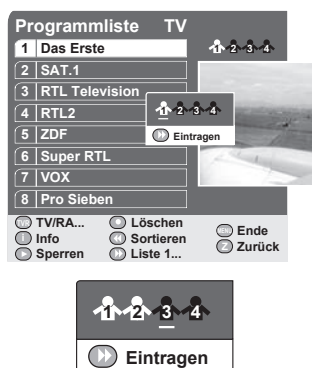 Programmliste TV
1 Das Erste
1 2 3 4
2 SAT.1
3 RTL Television
4 RTL2
1 2 3 4
5 ZDF
Eintragen
6 Super RTL
7 VOX
8 Pro Sieben
TV/RA... Löschen Ende
i Info Sortieren Z Zurück
Sperren Liste 1...
1 2 3 4
Eintragen